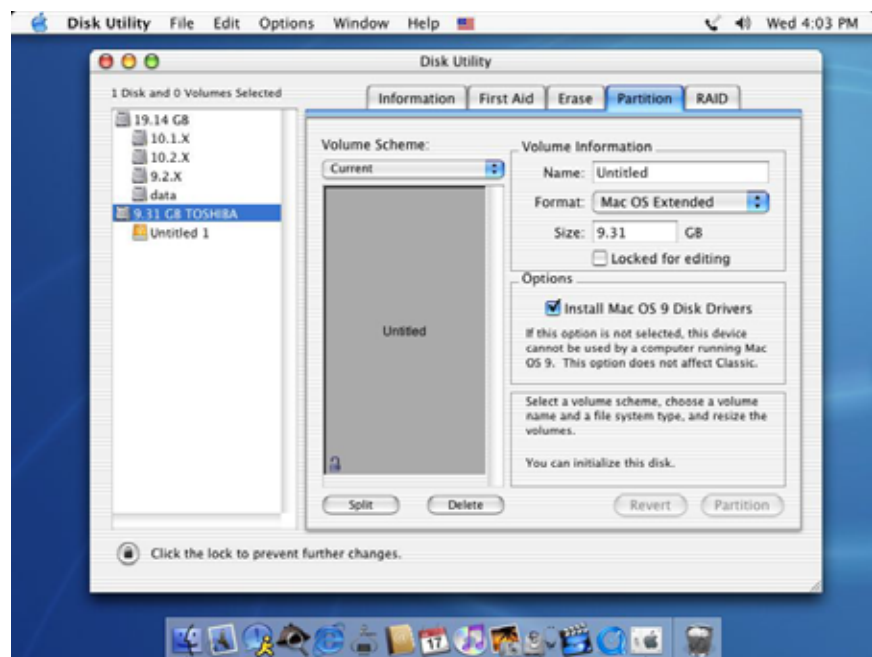 Disk Utility File Edit Options Window Help
Wed 4:03 PM
Disk Utility
1 Disk and 0 Volumes Selected
Information First Aid Erase Partition RAID
19.14 GB
10.1.X
10.2.X
9.2.X
data
9.31 GB TOSHIBA
Untitled 1
Volume Scheme:
Current
Untitled
Split Delete
Volume Information
Name: Untitled
Format: Mac OS Extended
Size: 9.31 GB
Locked for editing
Options
Install Mac OS 9 Disk Drivers
If this option is not selected, this device
cannot be used by a computer running Mac
OS 9. This option does not affect Classic.
Select a volume scheme, choose a volume
name and a file system type, and resize the
volumes.
You can initialize this disk.
Revert Partition
Click the lock to prevent further changes.
17